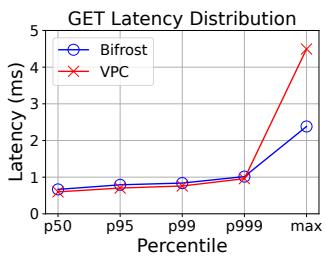 GET Latency Distribution
Latency (ms)
5
4
3
2
1
0
Bifrost
VPC
p50 p95 p99 p999 max
Percentile